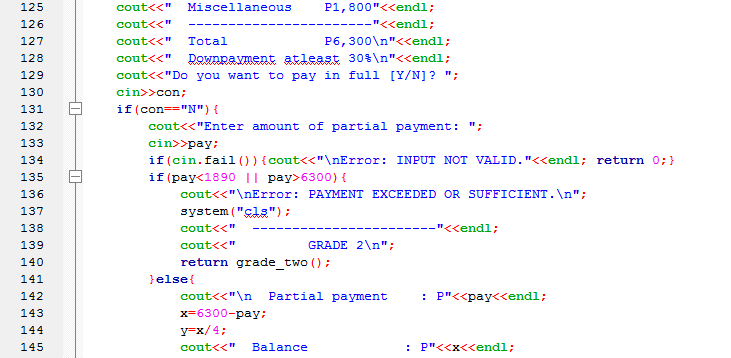 125 cout<<"  Miscellaneous    P1,800"<<endl;
126 cout<<"  -----------------------"<<endl;
127 cout<<"  Total            P6,300\n"<<endl;
128 cout<<"  Downpayment atleast 30%\n"<<endl;
129 cout<<"Do you want to pay in full [Y/N]? ";
130 cin>>con;
131 if(con=="N"){
132 cout<<"Enter amount of partial payment: ";
133 cin>>pay;
134 if(cin.fail()){cout<<"\nError: INPUT NOT VALID."<<endl; return 0;}
135 if(pay<1890 || pay>6300){
136 cout<<"\nError: PAYMENT EXCEEDED OR SUFFICIENT.\n";
137 system("cls");
138 cout<<"  -----------------------"<<endl;
139 cout<<"         GRADE 2\n";
140 return grade_two();
141 }else{
142 cout<<"\n  Partial payment    : P"<<pay<<endl;
143 x=6300-pay;
144 y=x/4;
145 cout<<"  Balance            : P"<<x<<endl;